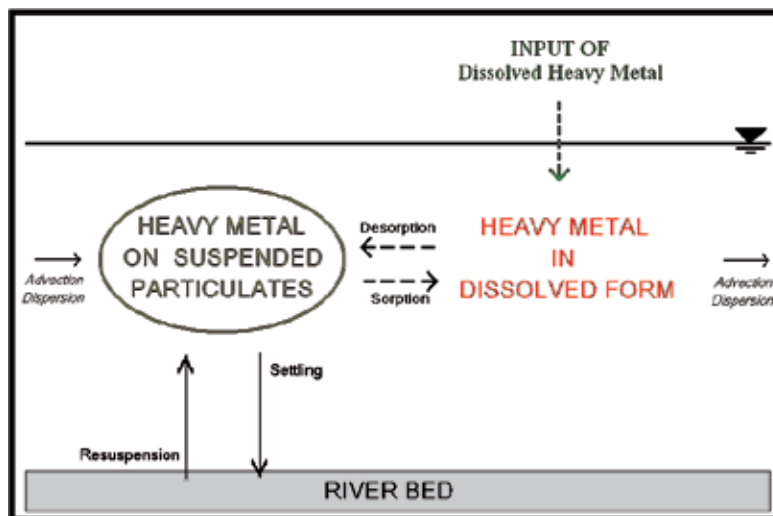 INPUT OF
Dissolved Heavy Metal
HEAVY METAL
ON SUSPENDED
PARTICULATES
Desorption
Sorption
HEAVY METAL
IN
DISSOLVED FORM
Advection
Dispersion
Advection
Dispersion
Settling
Resuspension
RIVER BED